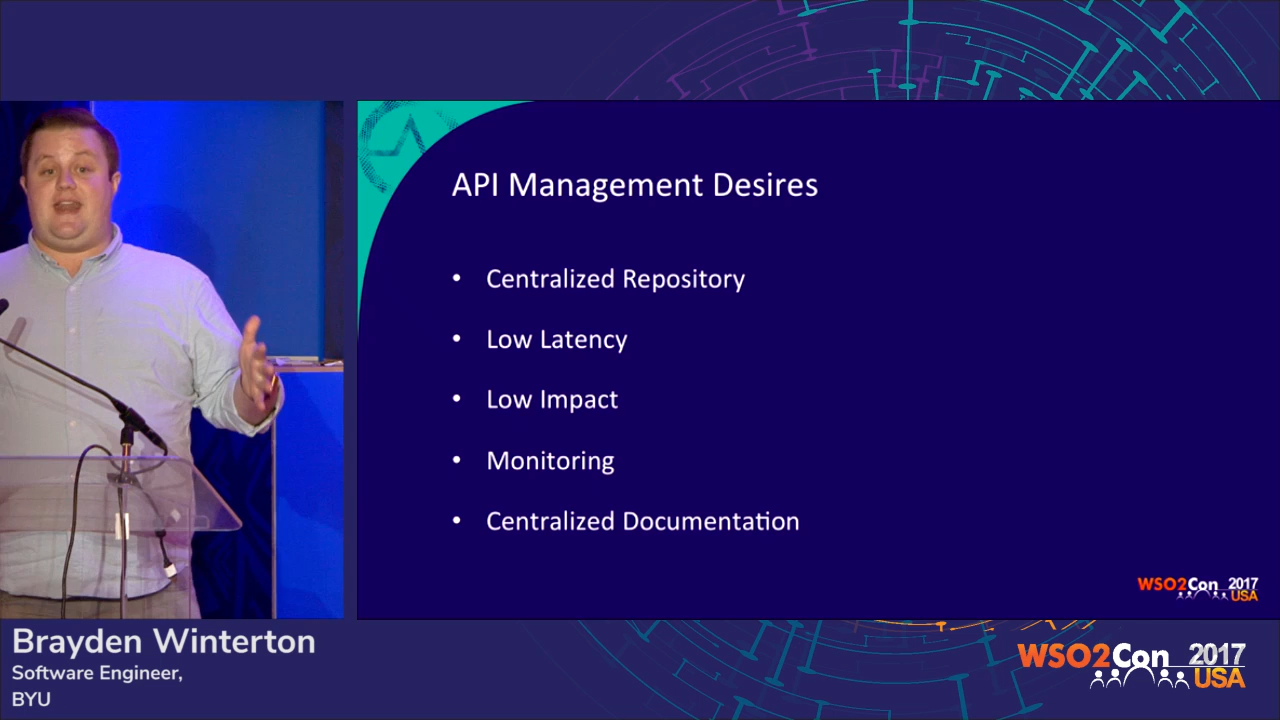 API Management Desires
• Centralized Repository
• Low Latency
• Low Impact
• Monitoring
• Centralized Documentation
WSO2Con 2017
USA
Brayden Winterton
Software Engineer,
BYU
WSO2Con 2017
USA